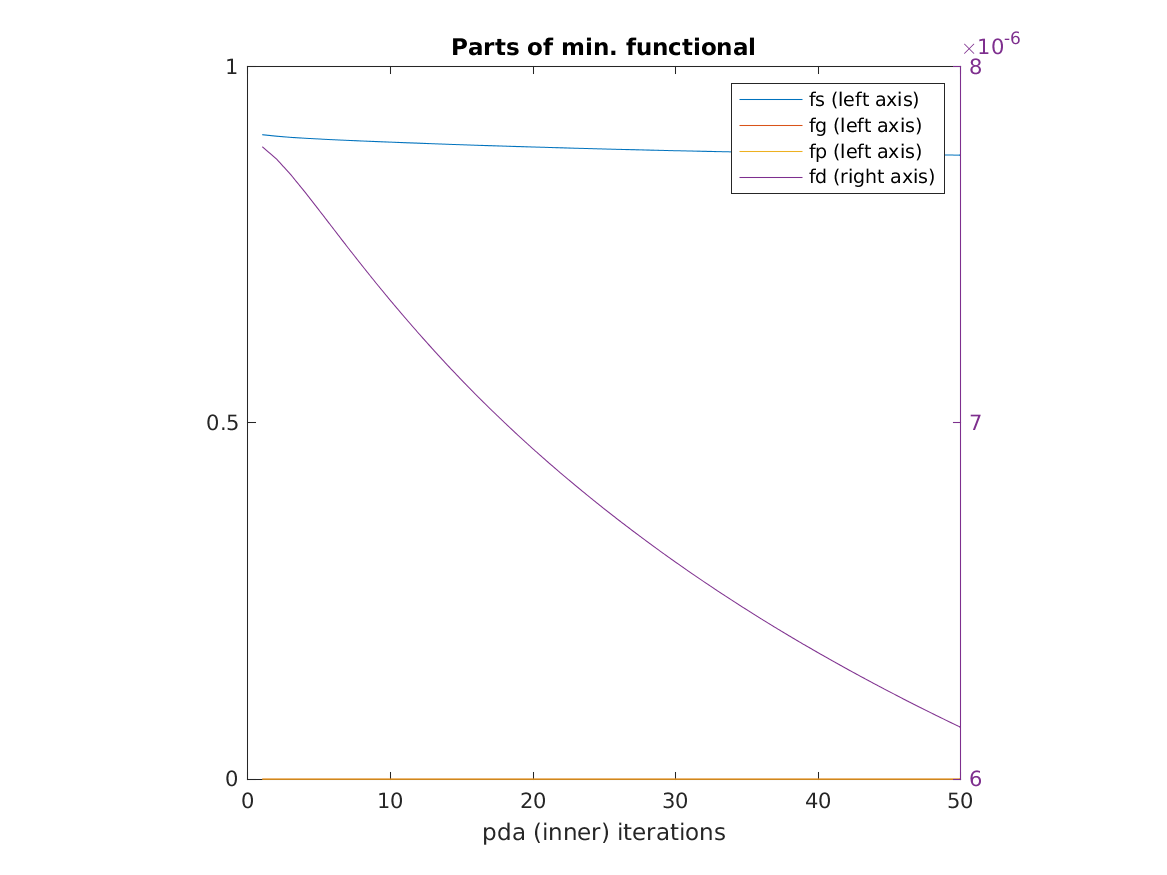 Parts of min. functional
×10-6
1
0.5
0
8
7
6
fs (left axis)
fg (left axis)
fp (left axis)
fd (right axis)
0 10 20 30 40 50
pda (inner) iterations